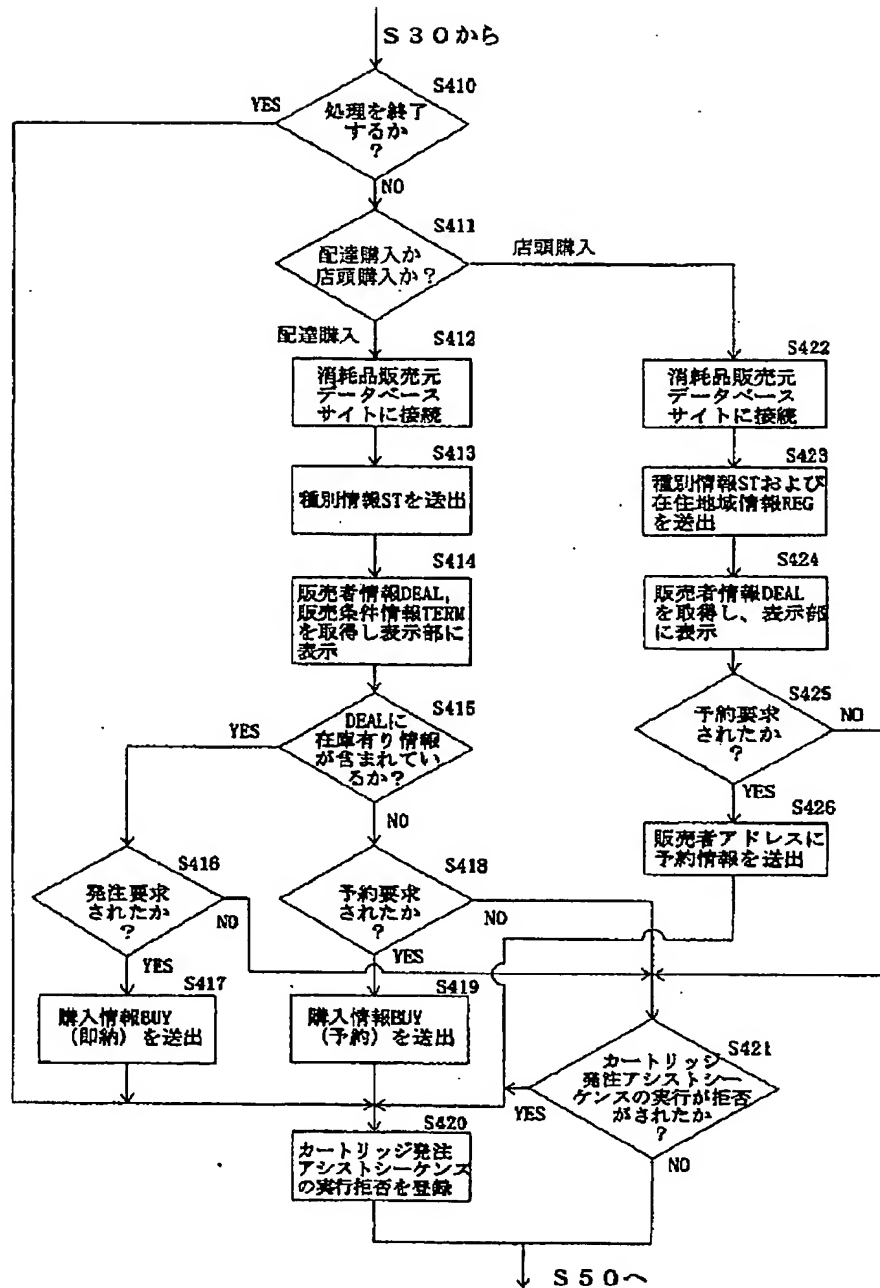 S30から
S410
YES
処理を終了
するか
?
NO
S411
配達購入か
店頭購入か?
店頭購入
配達購入
S412
消耗品販売元
データベース
サイトに接続
S413
種別情報STを送出
S414
販売者情報DEAL,
販売条件情報TERM
を取得し表示部に
表示
S415
YES
DEALに
在庫有り情報
が含まれてい
るか?
NO
S416
発注要求
されたか
?
NO
YES
S417
購入情報BUY
(即納)を送出
S418
予約要求
されたか
?
NO
YES
S419
購入情報BUY
(予約)を送出
S422
消耗品販売元
データベース
サイトに接続
S423
種別情報STおよび
在住地域情報REG
を送出
S424
販売者情報DEAL
を取得し、表示部
に表示
S425
予約要求
されたか
?
NO
YES
S426
販売者アドレスに
予約情報を送出
S421
カートリッジ
発注アシストシー
ケンスの実行が拒否
がされたか
?
YES
NO
S420
カートリッジ発注
アシストシーケンス
の実行拒否を登録
S50へ